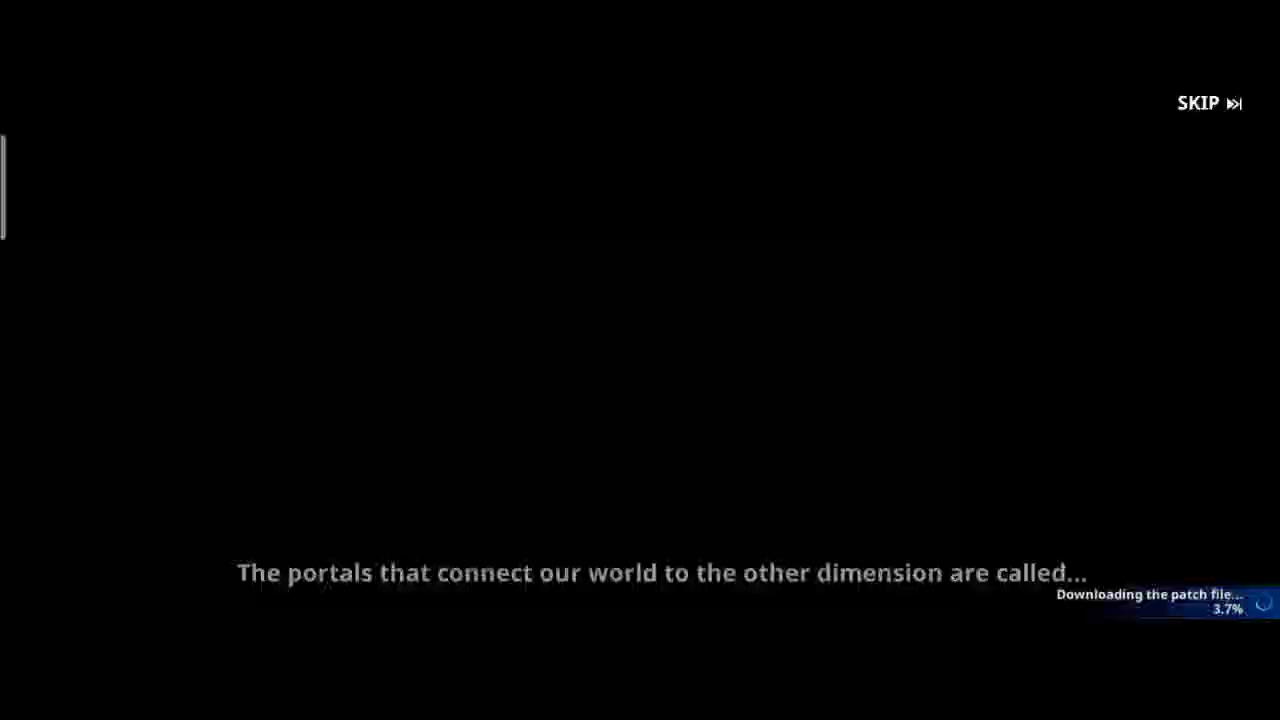 SKIP
The portals that connect our world to the other dimension are called...
Downloading the patch file...
3.7%